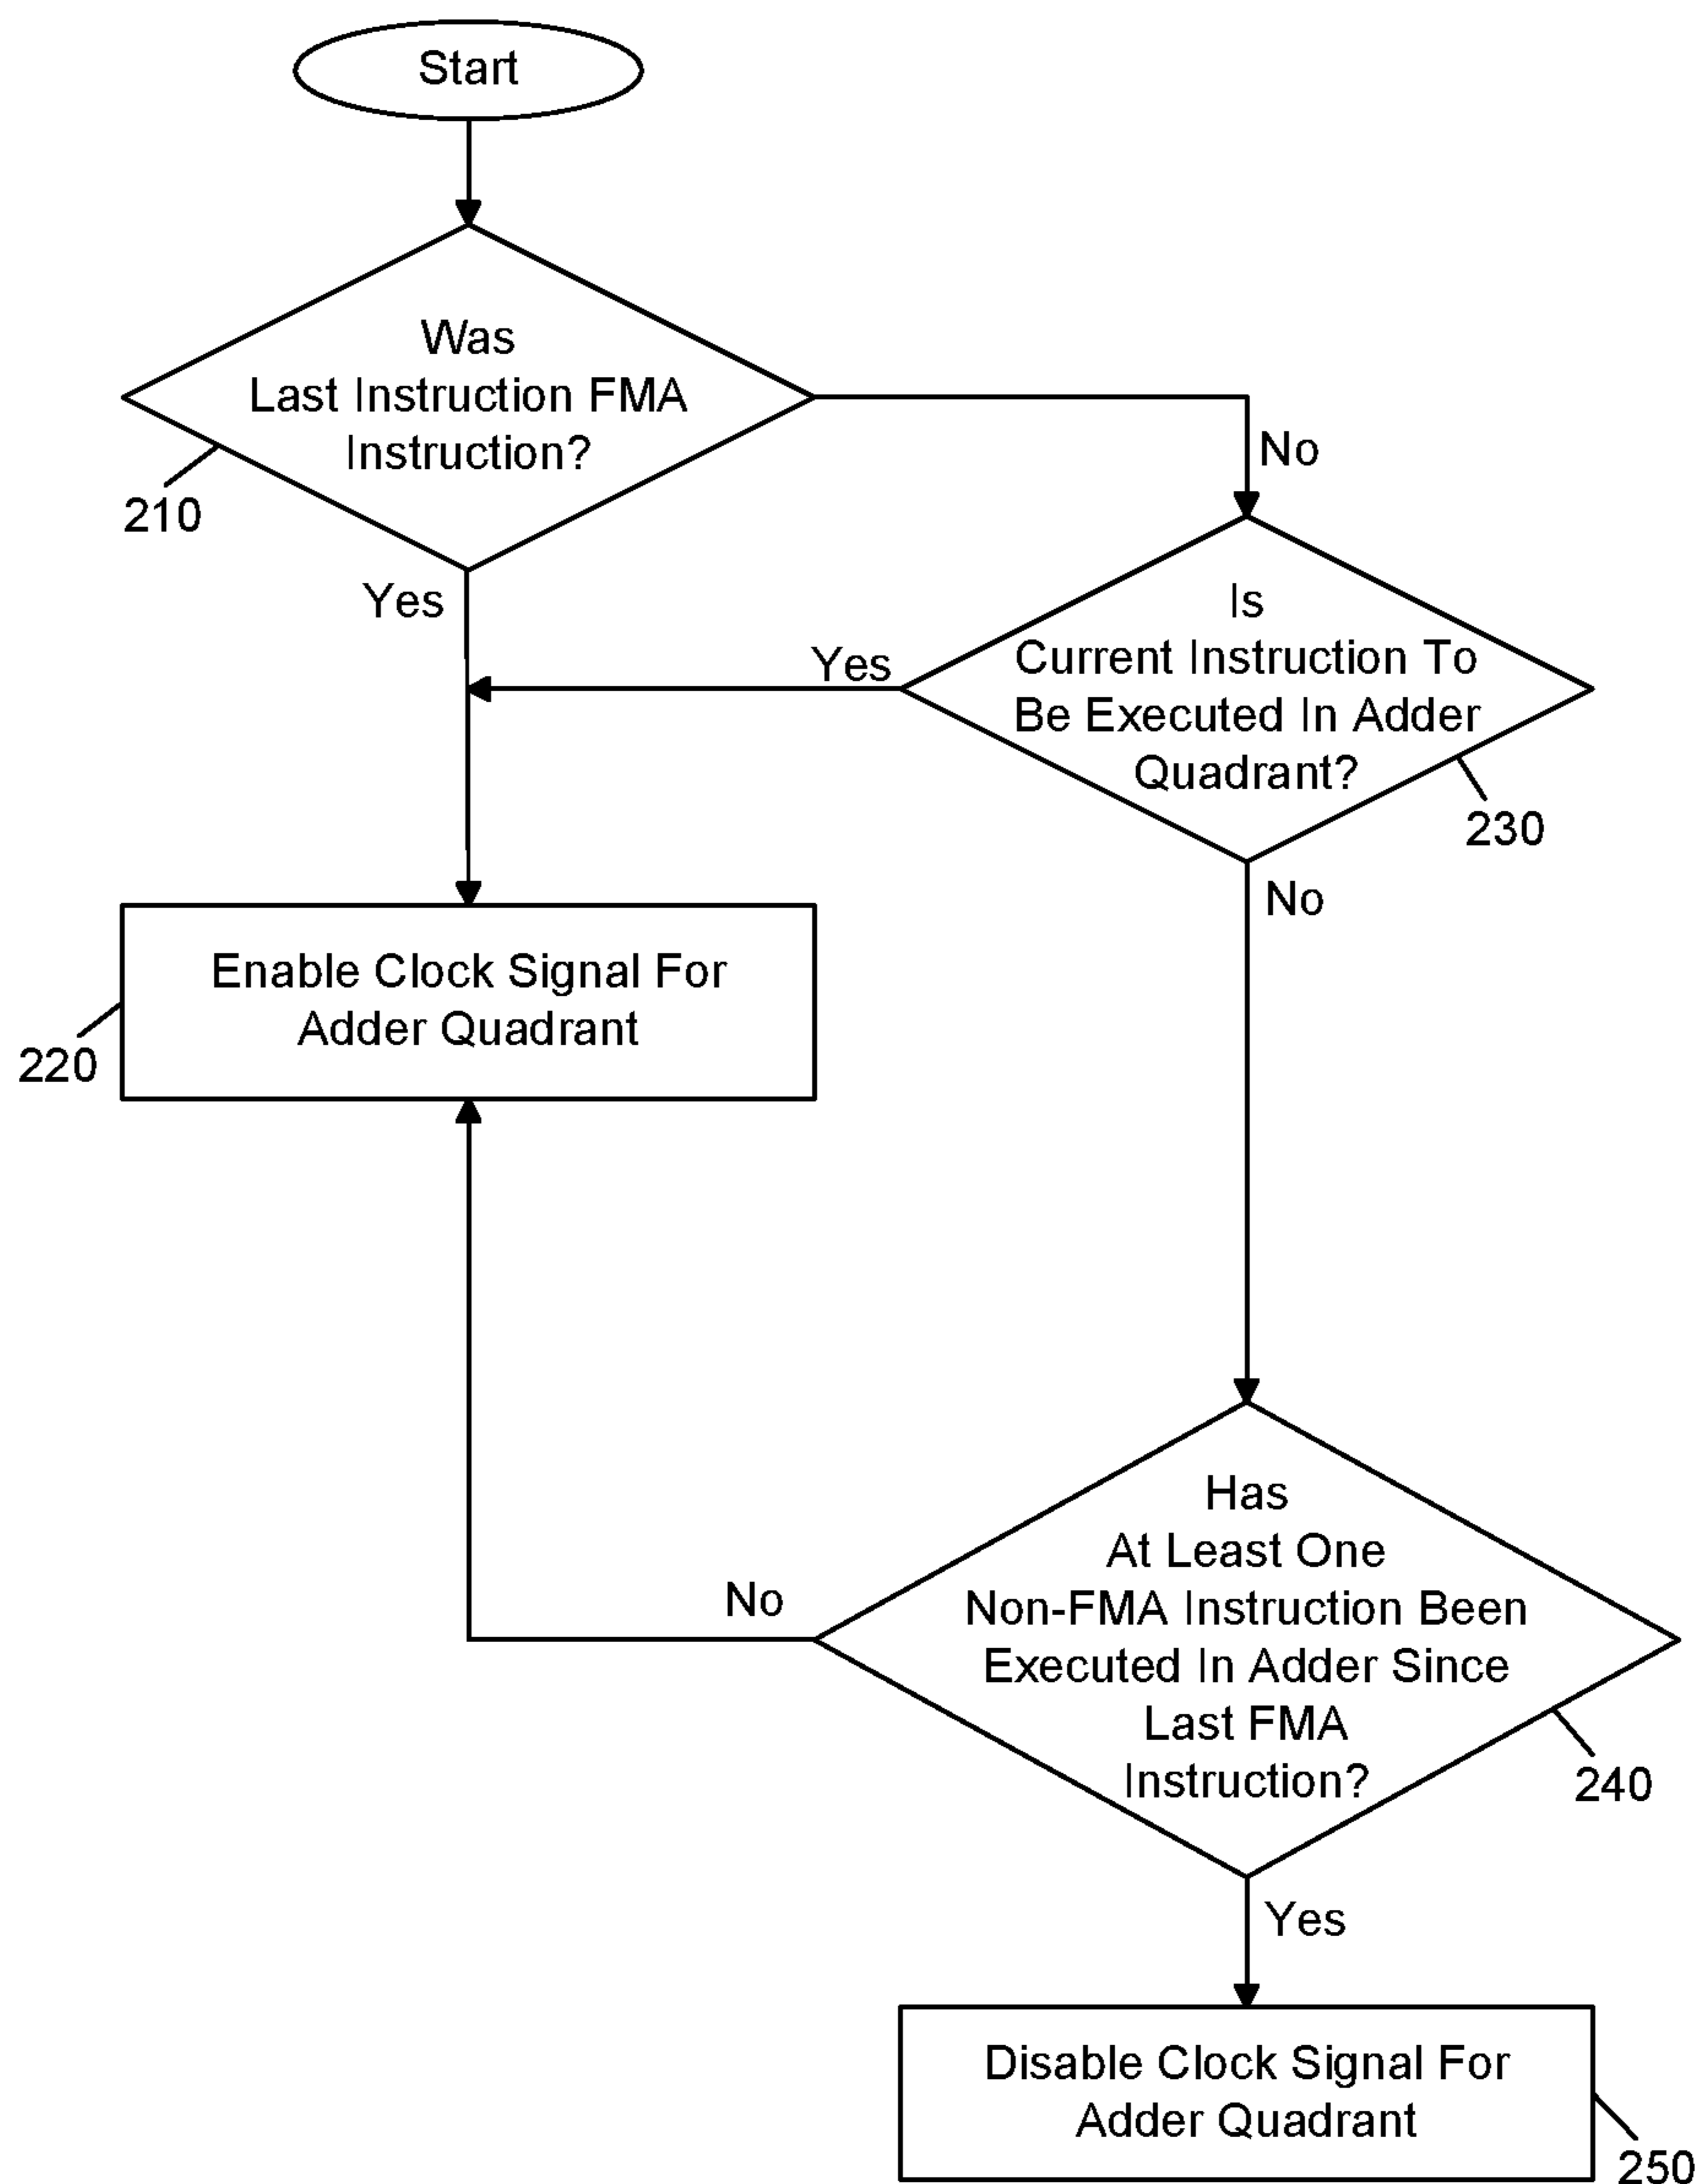 Start
Was
Last Instruction FMA
Instruction?
210
No
Yes
Is
Current Instruction To
Be Executed In Adder
Quadrant?
230
Yes
No
Enable Clock Signal For
Adder Quadrant
220
Has
At Least One
Non-FMA Instruction Been
Executed In Adder Since
Last FMA
Instruction?
240
No
Yes
Disable Clock Signal For
Adder Quadrant
250